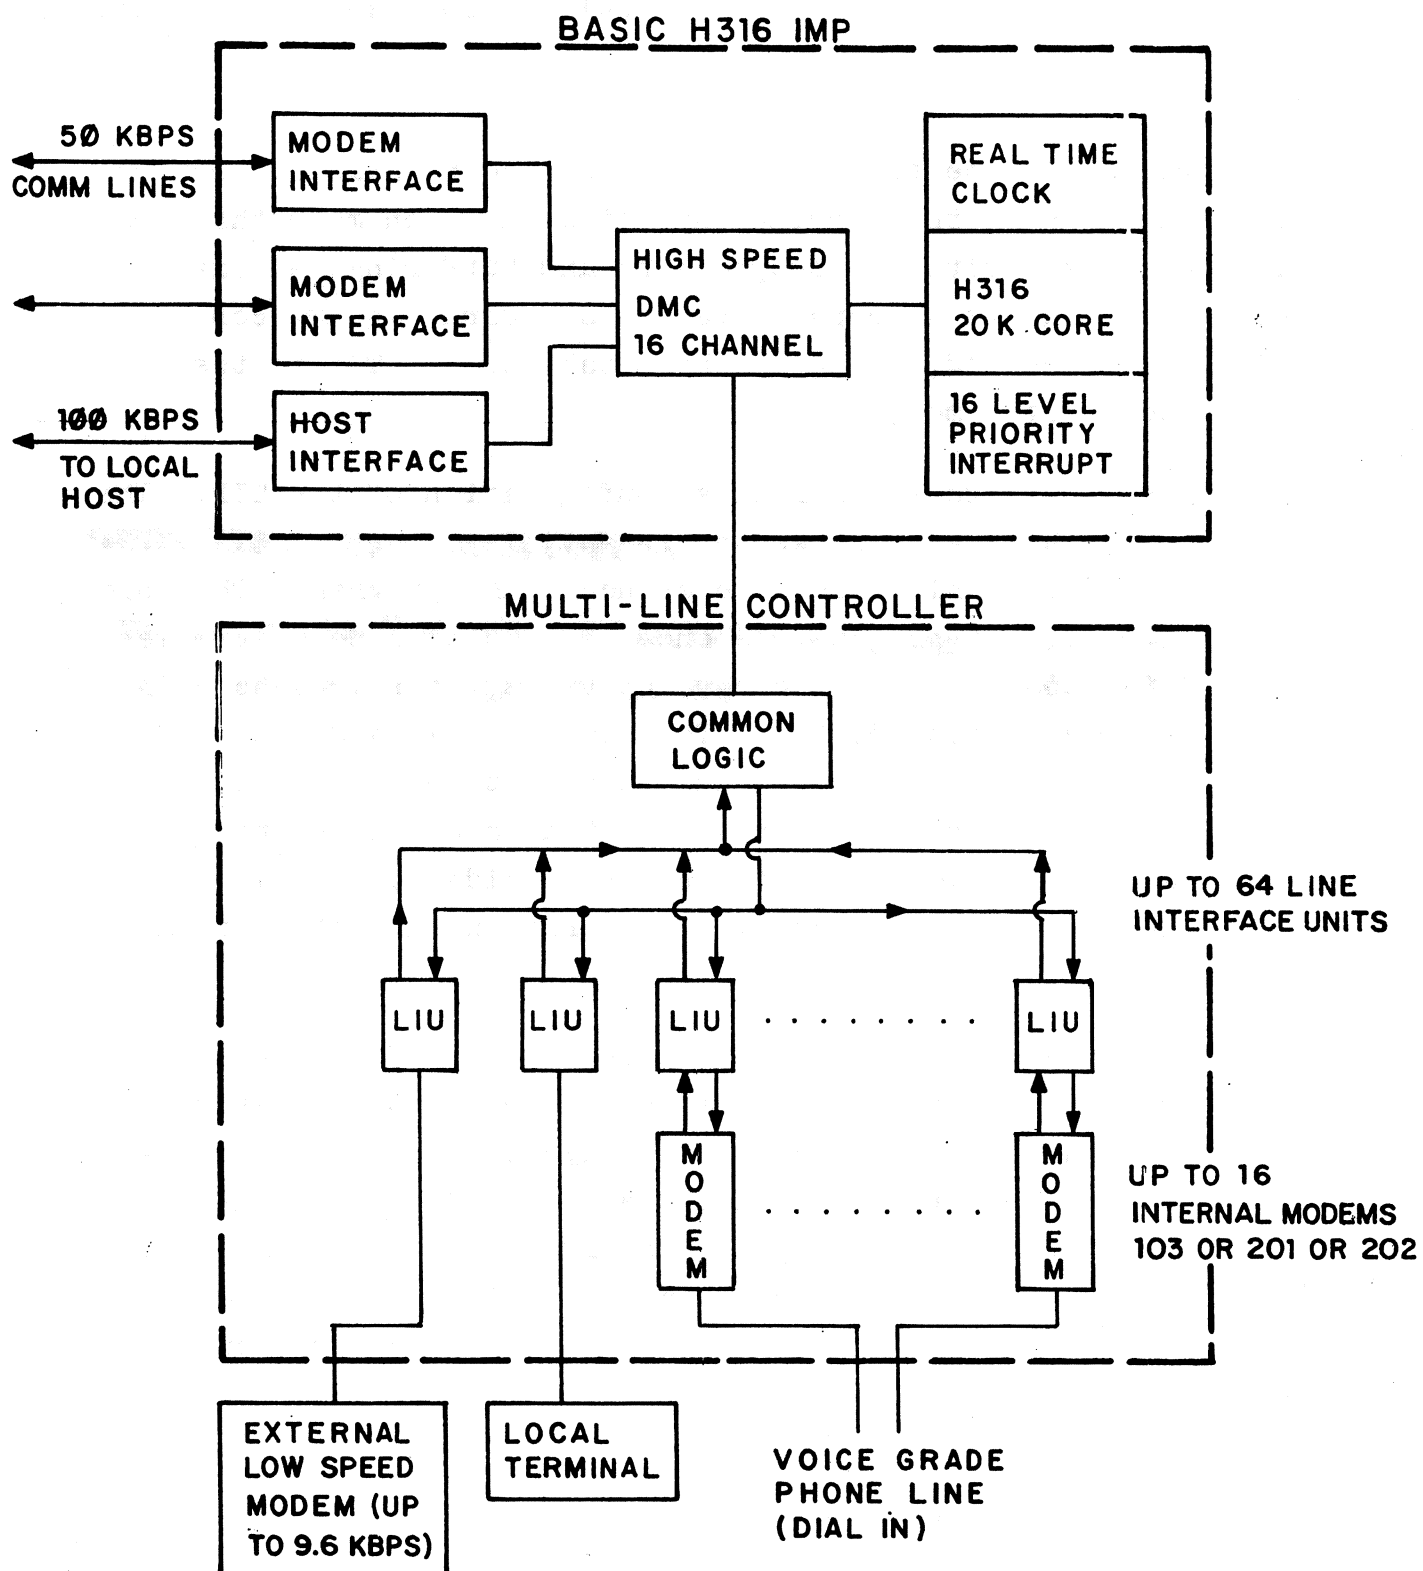 BASIC H316 IMP
50 KBPS
COMM LINES
MODEM
INTERFACE
REAL TIME
CLOCK
HIGH SPEED
DMC
16 CHANNEL
MODEM
INTERFACE
H316
20K CORE
100 KBPS
TO LOCAL
HOST
HOST
INTERFACE
16 LEVEL
PRIORITY
INTERRUPT
MULTI-LINE CONTROLLER
COMMON
LOGIC
UP TO 64 LINE
INTERFACE UNITS
LIU
LIU
LIU
. . . . . . . .
LIU
MODEM
. . . . . . . . .
MODEM
UP TO 16
INTERNAL MODEMS
103 OR 201 OR 202
EXTERNAL
LOW SPEED
MODEM (UP
TO 9.6 KBPS)
LOCAL
TERMINAL
VOICE GRADE
PHONE LINE
(DIAL IN)